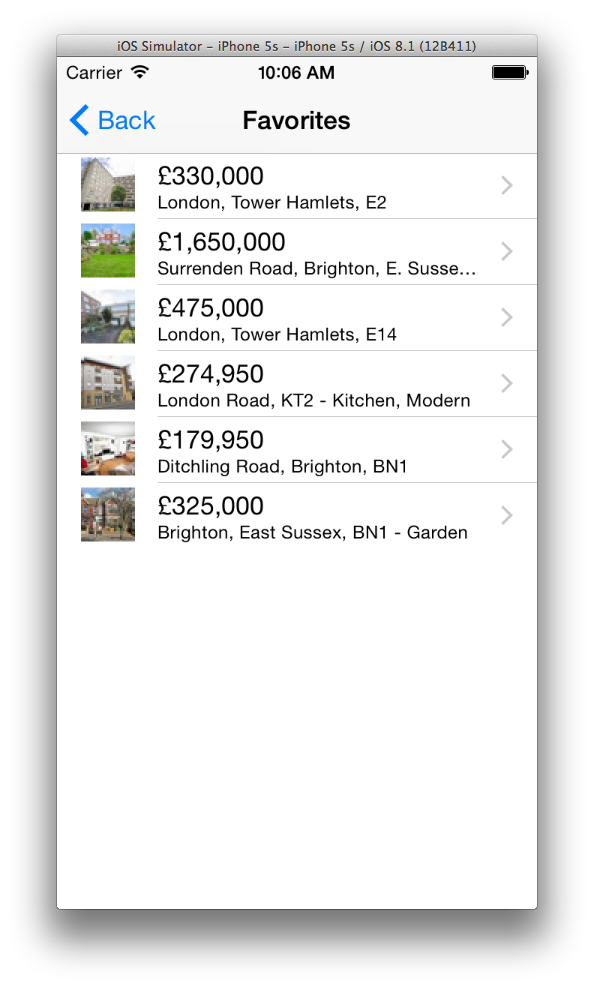 iOS Simulator – iPhone 5s – iPhone 5s / iOS 8.1 (12B411)
Carrier 10:06 AM
Back Favorites
£330,000
London, Tower Hamlets, E2
£1,650,000
Surrenden Road, Brighton, E. Susse…
£475,000
London, Tower Hamlets, E14
£274,950
London Road, KT2 - Kitchen, Modern
£179,950
Ditchling Road, Brighton, BN1
£325,000
Brighton, East Sussex, BN1 - Garden